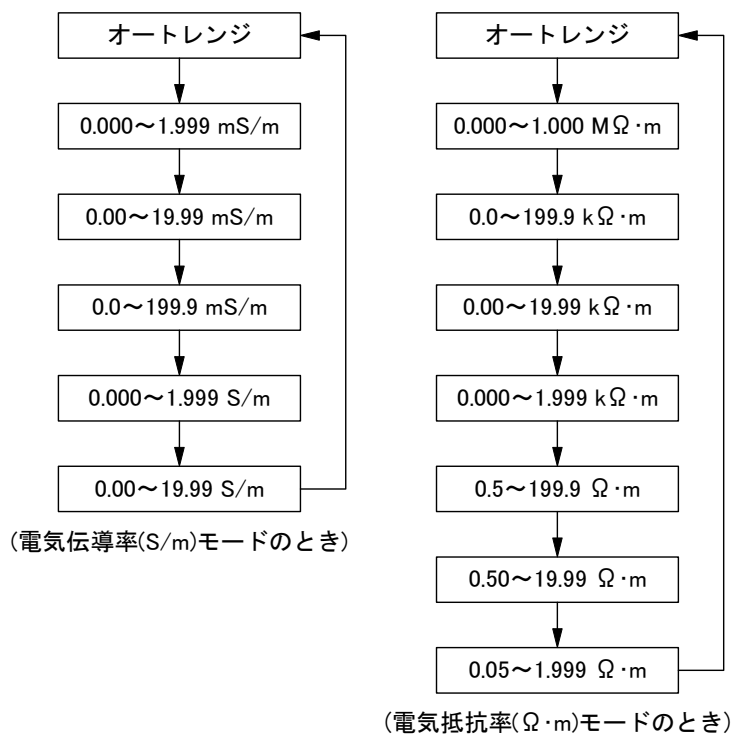 オートレンジ
0.000～1.999 mS/m
0.00～19.99 mS/m
0.0～199.9 mS/m
0.000～1.999 S/m
0.00～19.99 S/m
(電気伝導率(S/m)モードのとき)
オートレンジ
0.000～1.000 MΩ･m
0.0～199.9 kΩ･m
0.00～19.99 kΩ･m
0.000～1.999 kΩ･m
0.5～199.9 Ω･m
0.50～19.99 Ω･m
0.05～1.999 Ω･m
(電気抵抗率(Ω･m)モードのとき)